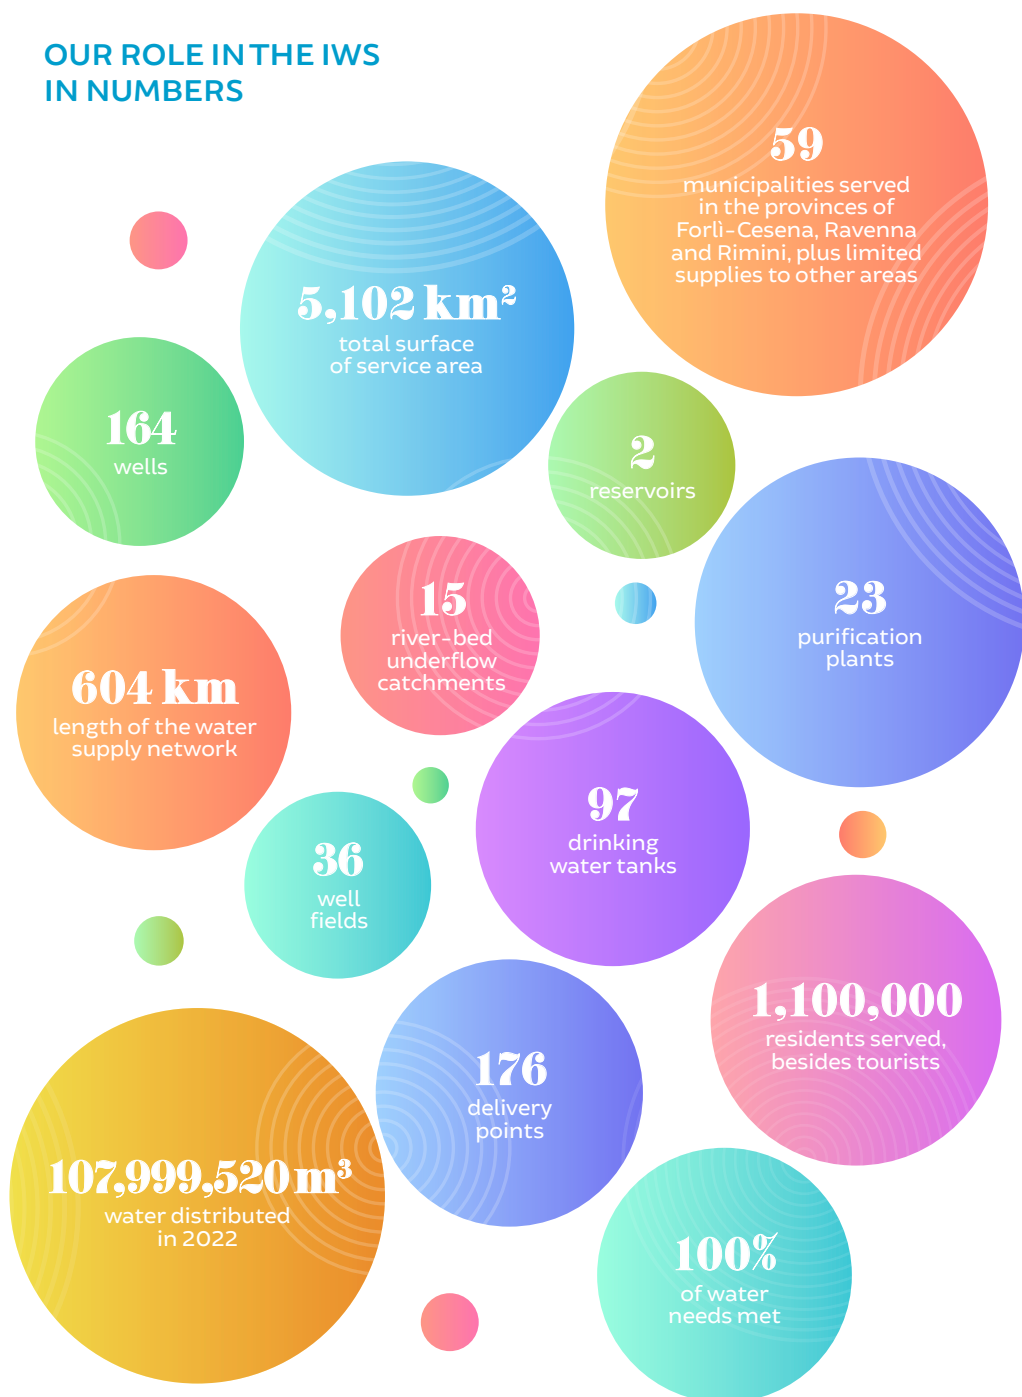 OUR ROLE IN THE IWS
IN NUMBERS
59
municipalities served
in the provinces of
Forlì-Cesena, Ravenna
and Rimini, plus limited
supplies to other areas
5,102 km²
total surface
of service area
164
wells
2
reservoirs
23
purification
plants
15
river-bed
underflow
catchments
604 km
length of the water
supply network
97
drinking
water tanks
36
well
fields
1,100,000
residents served,
besides tourists
176
delivery
points
107,999,520 m³
water distributed
in 2022
100%
of water
needs met